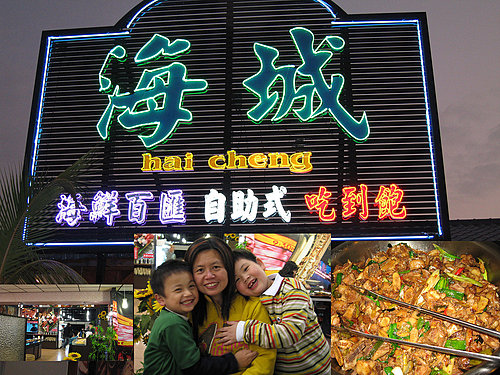 海城
hai cheng
海鮮百匯 自助式 吃到飽